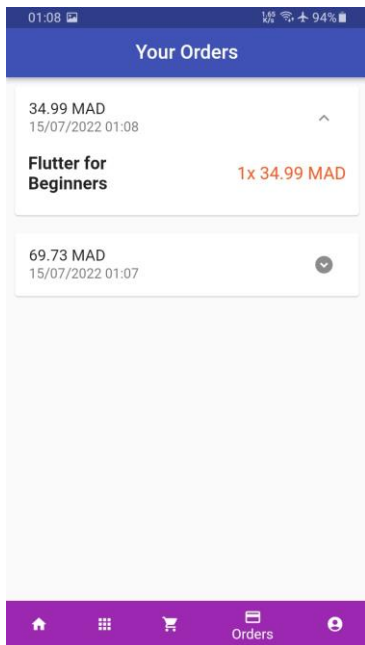 01:08 94%
Your Orders
34.99 MAD
15/07/2022 01:08
Flutter for
Beginners
1x 34.99 MAD
69.73 MAD
15/07/2022 01:07
Orders